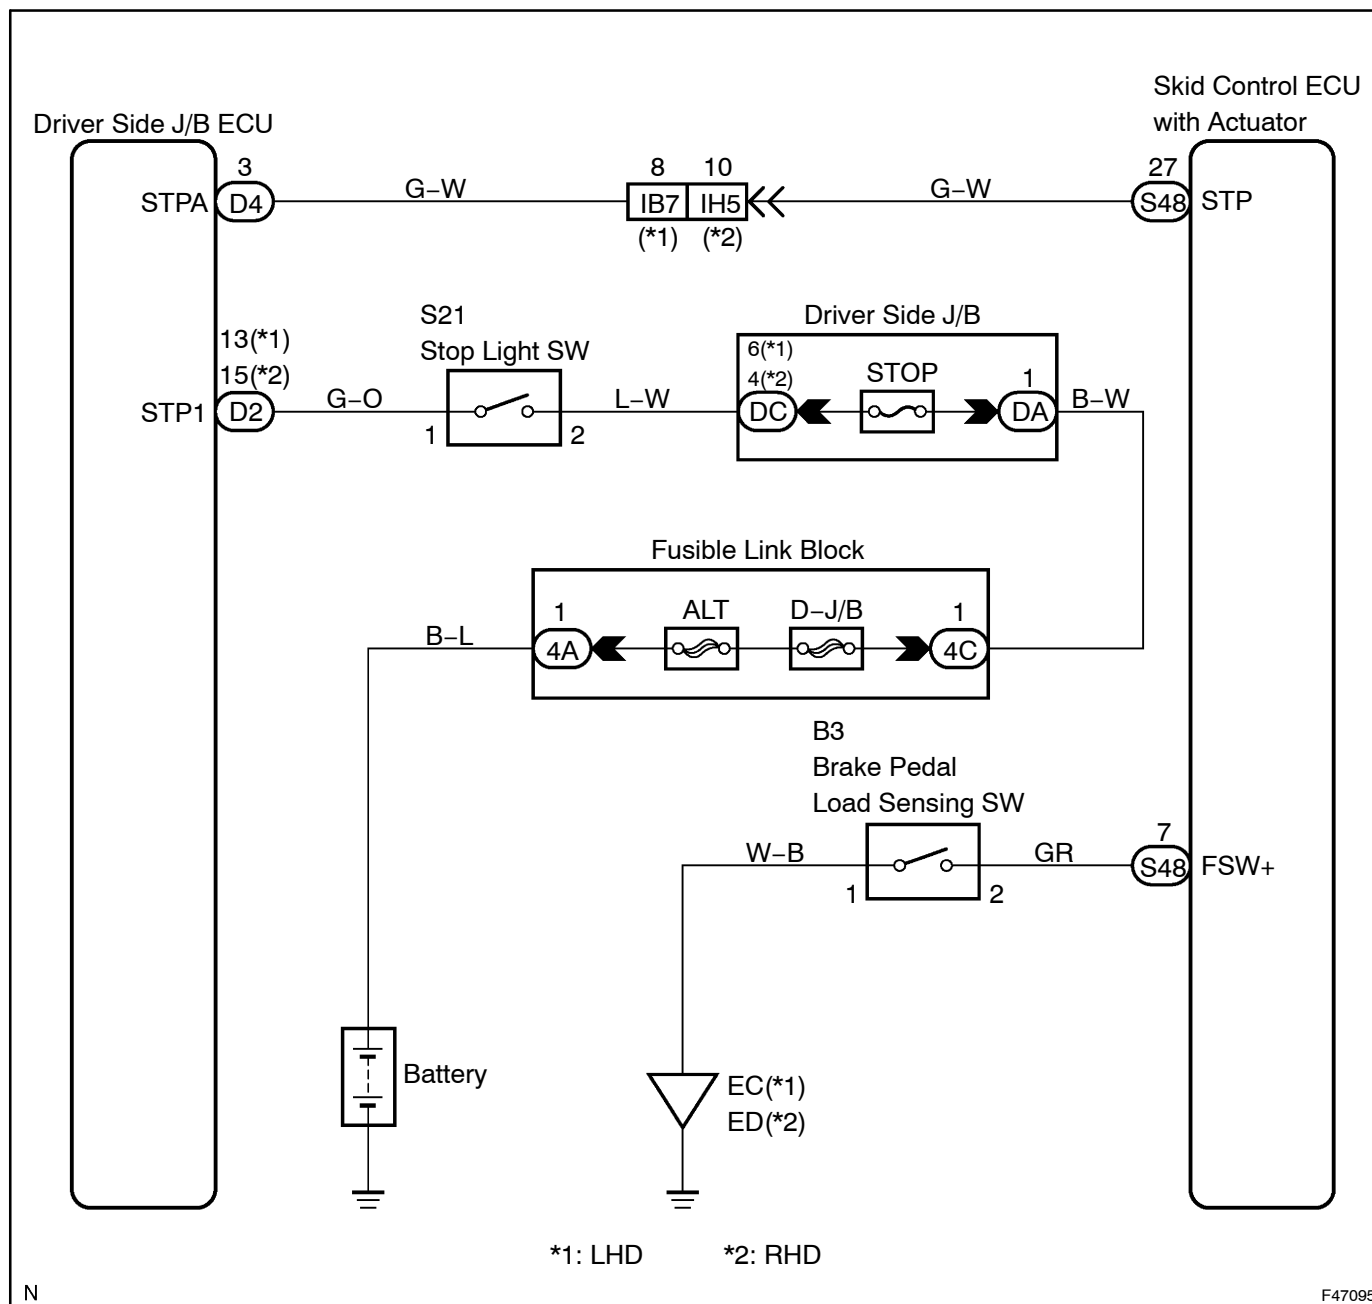 Skid Control ECU
with Actuator
Driver Side J/B ECU
3
8
10
27
STPA
D4
G−W
IB7
IH5
G−W
S48
STP
(*1)
(*2)
S21
Stop Light SW
Driver Side J/B
13(*1)
15(*2)
6(*1)
4(*2)
STOP
1
STP1
D2
G−O
1
2
L−W
DC
DA
B−W
Fusible Link Block
1
ALT
D−J/B
1
B−L
4A
4C
B3
Brake Pedal
Load Sensing SW
7
W−B
1
2
GR
S48
FSW+
Battery
EC(*1)
ED(*2)
*1: LHD
*2: RHD
N
F47095